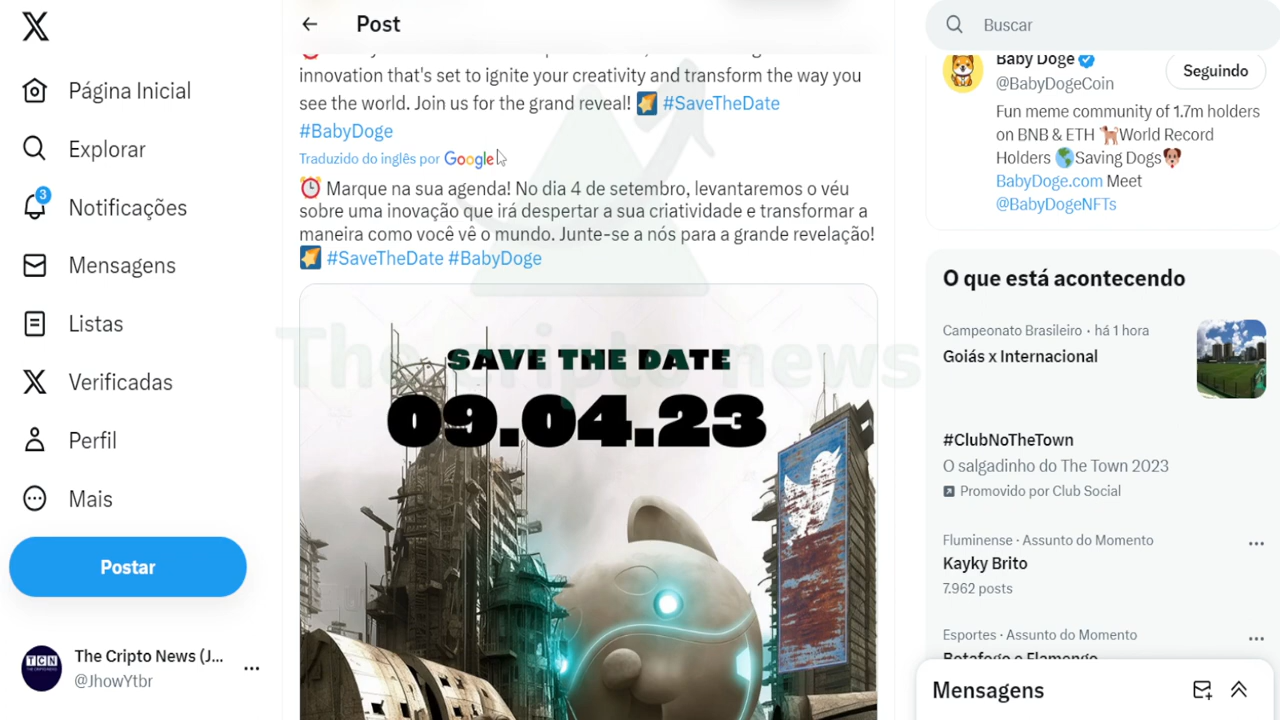 Página Inicial
Explorar
3
Notificações
Mensagens
Listas
Verificadas
Perfil
Mais
Postar
TCN
The Cripto News (J...
@JhowYtbr
Post
innovation that's set to ignite your creativity and transform the way you
see the world. Join us for the grand reveal! #SaveTheDate
#BabyDoge
Traduzido do inglês por Google
Marque na sua agenda! No dia 4 de setembro, levantaremos o véu
sobre uma inovação que irá despertar a sua criatividade e transformar a
maneira como você vê o mundo. Junte-se a nós para a grande revelação!
#SaveTheDate #BabyDoge
The cripto news
SAVE THE DATE
09.04.23
Buscar
Baby Doge
@BabyDogeCoin
Seguindo
Fun meme community of 1.7m holders
on BNB & ETH World Record
Holders Saving Dogs
BabyDoge.com Meet
@BabyDogeNFTs
O que está acontecendo
Campeonato Brasileiro · há 1 hora
Goiás x Internacional
#ClubNoTheTown
O salgadinho do The Town 2023
Promovido por Club Social
Fluminense · Assunto do Momento
Kayky Brito
7.962 posts
Esportes · Assunto do Momento
Botafogo e Flamengo
Mensagens